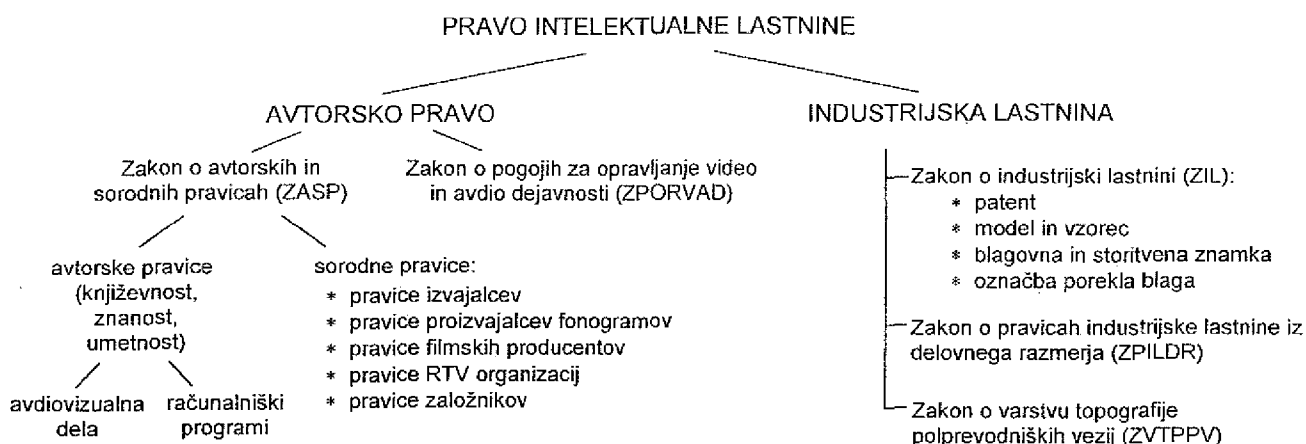 PRAVO INTELEKTUALNE LASTNINE
AVTORSKO PRAVO
Zakon o avtorskih in
sorodnih pravicah (ZASP)
Zakon o pogojih za opravljanje video
in avdio dejavnosti (ZPORVAD)
avtorske pravice
(književnost,
znanost,
umetnost)
avdiovizualna
dela
računalniški
programi
sorodne pravice:
* pravice izvajalcev
* pravice proizvajalcev fonogramov
* pravice filmskih producentov
* pravice RTV organizacij
* pravice založnikov
INDUSTRIJSKA LASTNINA
Zakon o industrijski lastnini (ZIL):
* patent
* model in vzorec
* blagovna in storitvena znamka
* označba porekla blaga
Zakon o pravicah industrijske lastnine iz
delovnega razmerja (ZPILDR)
Zakon o varstvu topografije
polprevodniških vezij (ZVTPPV)